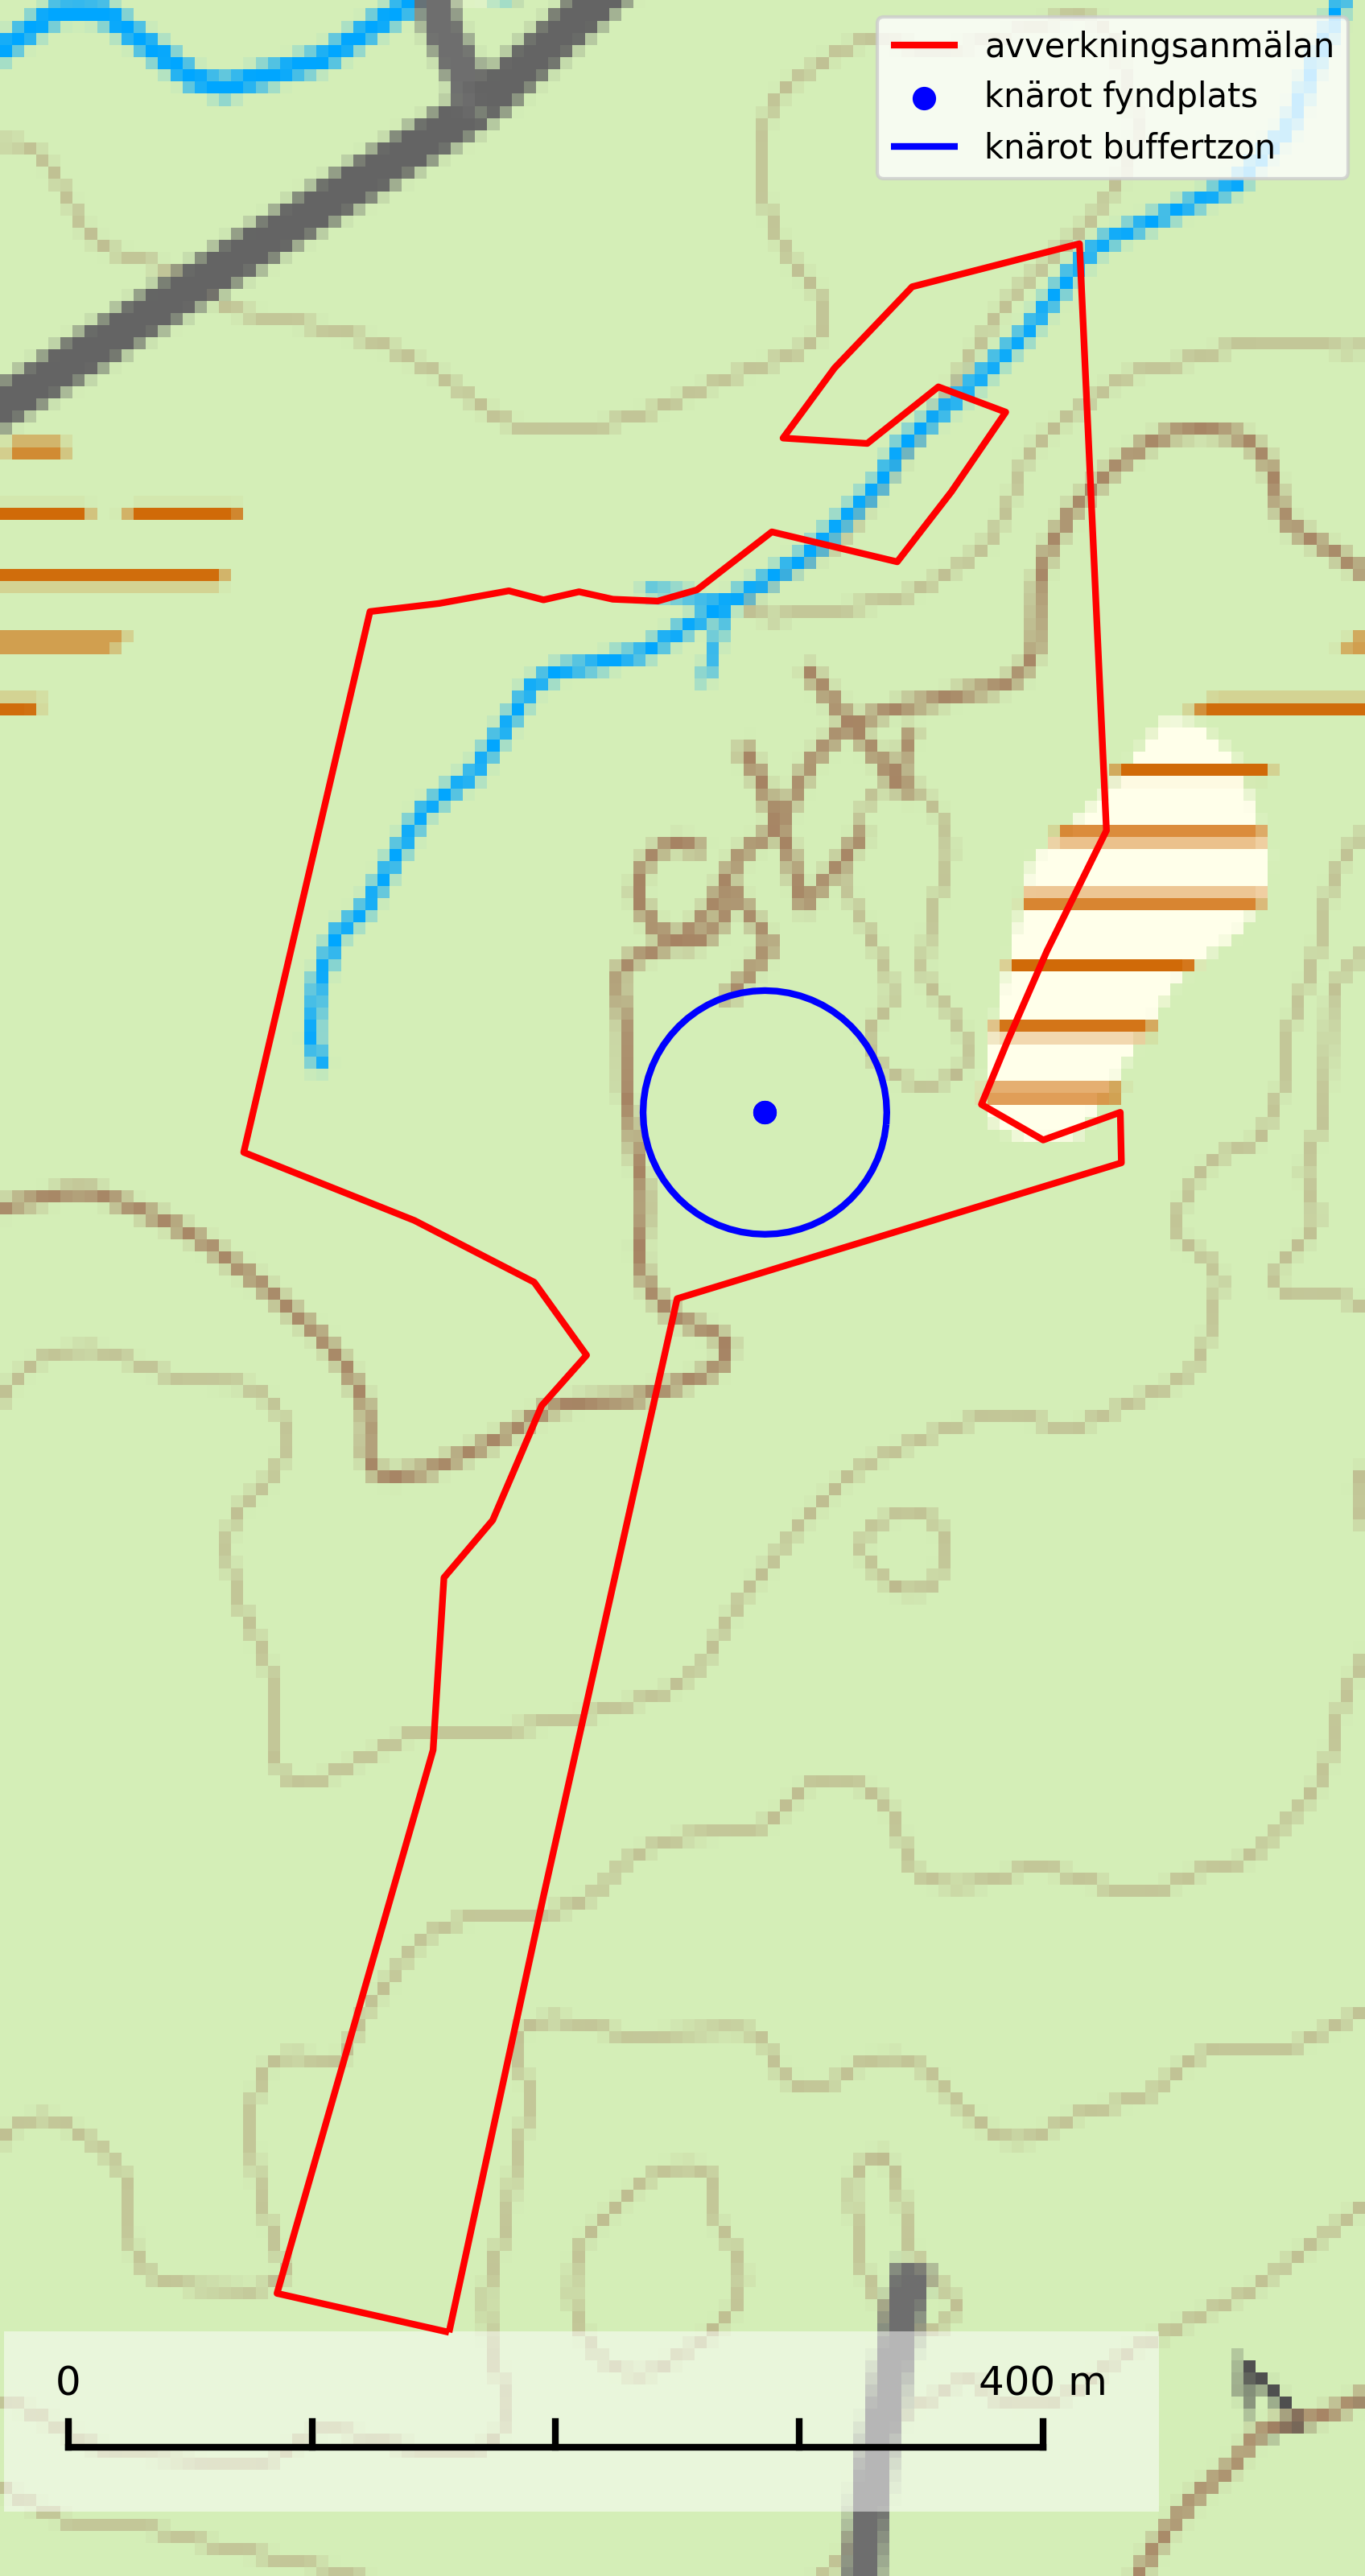 avverkningsanmälan
knärot fyndplats
knärot buffertzon
0 400 m